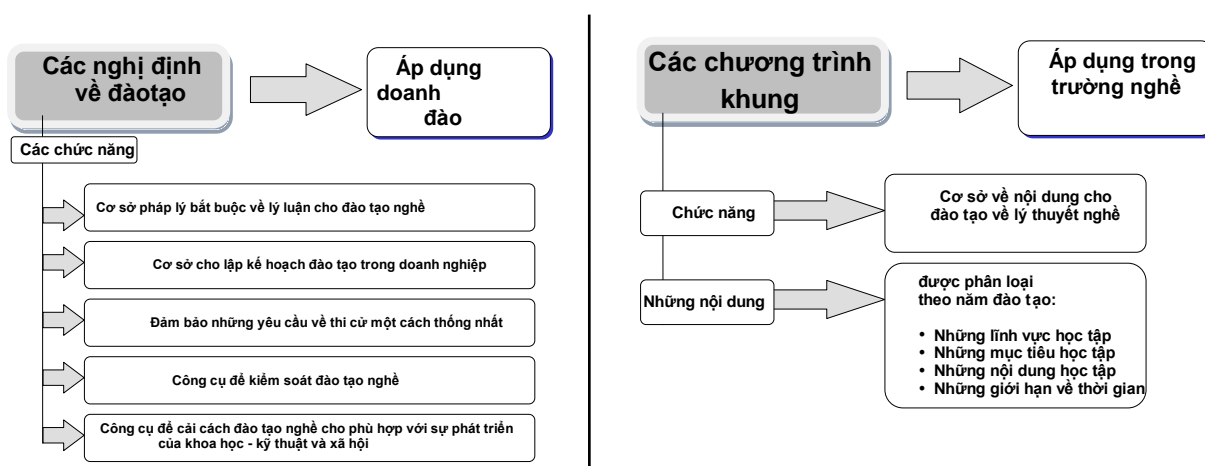 Các nghị định
về đàotạo
Áp dụng
doanh
đào
Các chức năng
Cơ sở pháp lý bắt buộc về lý luận cho đào tạo nghề
Cơ sở cho lập kế hoạch đào tạo trong doanh nghiệp
Đảm bảo những yêu cầu về thi cử một cách thống nhất
Công cụ để kiểm soát đào tạo nghề
Công cụ để cải cách đào tạo nghề cho phù hợp với sự phát triển
của khoa học - kỹ thuật và xã hội
Các chương trình
khung
Áp dụng trong
trường nghề
Chức năng
Cơ sở về nội dung cho
đào tạo về lý thuyết nghề
Những nội dung
được phân loại
theo năm đào tạo:
• Những lĩnh vực học tập
• Những mục tiêu học tập
• Những nội dung học tập
• Những giới hạn về thời gian